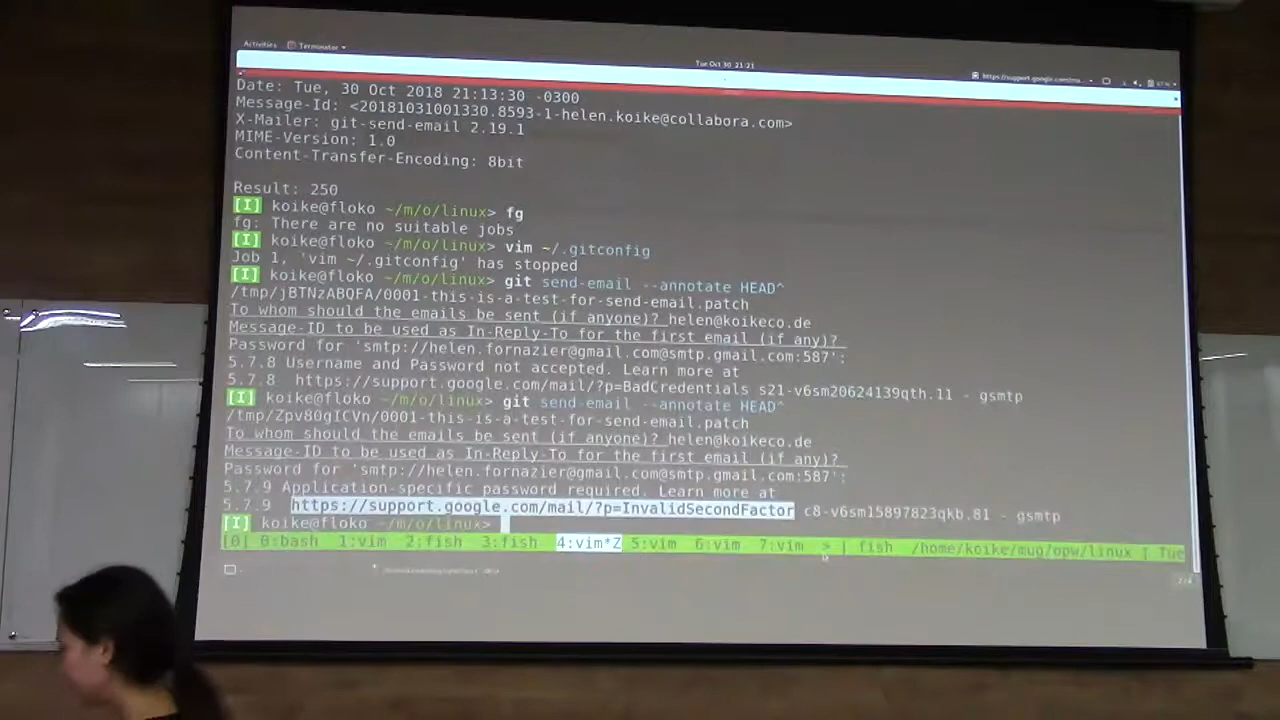 Activities Terminator
Tue Oct 30 21:21
Date: Tue, 30 Oct 2018 21:13:30 -0300
Message-Id: <20181031001330.8593-1-helen.koike@collabora.com>
X-Mailer: git-send-email 2.19.1
MIME-Version: 1.0
Content-Transfer-Encoding: 8bit
Result: 250
[I] koike@floko ~/m/o/linux> fg
fg: There are no suitable jobs
[I] koike@floko ~/m/o/linux> vim ~/.gitconfig
Job 1, 'vim ~/.gitconfig' has stopped
[I] koike@floko ~/m/o/linux> git send-email --annotate HEAD^
/tmp/jBTNzABQFA/0001-this-is-a-test-for-send-email.patch
To whom should the emails be sent (if anyone)? helen@koikeco.de
Message-ID to be used as In-Reply-To for the first email (if any)?
Password for 'smtp://helen.fornazier@gmail.com@smtp.gmail.com:587':
5.7.8 Username and Password not accepted. Learn more at
5.7.8 https://support.google.com/mail/?p=BadCredentials s21-v6sm20624139qth.11 - gsmtp
[I] koike@floko ~/m/o/linux> git send-email --annotate HEAD^
/tmp/Zpv80gICVn/0001-this-is-a-test-for-send-email.patch
To whom should the emails be sent (if anyone)? helen@koikeco.de
Message-ID to be used as In-Reply-To for the first email (if any)?
Password for 'smtp://helen.fornazier@gmail.com@smtp.gmail.com:587':
5.7.9 Application-specific password required. Learn more at
5.7.9 https://support.google.com/mail/?p=InvalidSecondFactor c8-v6sm15897823qkb.81 - gsmtp
[I] koike@floko ~/m/o/linux>
[0] 0:bash 1:vim 2:fish 3:fish 4:vim*Z 5:vim 6:vim 7:vim > | fish /home/koike/mug/opw/linux | Tue